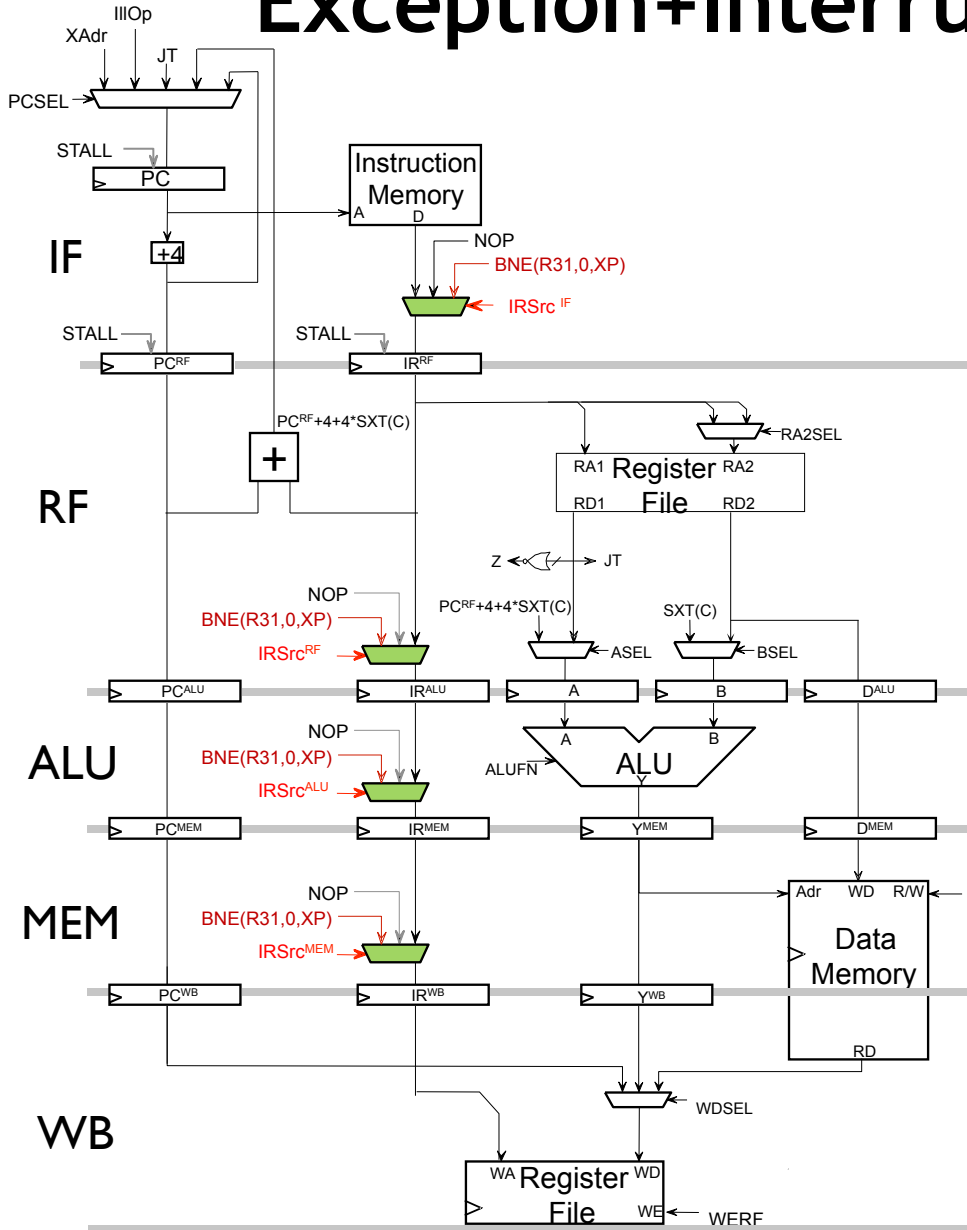 Exception+Interru
IllOp
XAdr
JT
PCSEL
STALL
PC
Instruction
Memory
A
D
IF
+4
NOP
BNE(R31,0,XP)
IRSrc IF
STALL
STALL
PCRF
IRRF
PCRF+4+4*SXT(C)
+
RA2SEL
RA1
Register
RA2
File
RD1
RD2
RF
Z
JT
NOP
BNE(R31,0,XP)
IRSrcRF
PCRF+4+4*SXT(C)
SXT(C)
ASEL
BSEL
PCALU
IRALU
A
B
DALU
ALU
NOP
BNE(R31,0,XP)
IRSrcALU
A
B
ALU
ALUFN
Y
PCMEM
IRMEM
YMEM
DMEM
MEM
NOP
BNE(R31,0,XP)
IRSrcMEM
Adr
WD
R/W
Data
Memory
PCWB
IRWB
YWB
RD
WDSEL
WB
WA
Register
WD
File
WE
WERF